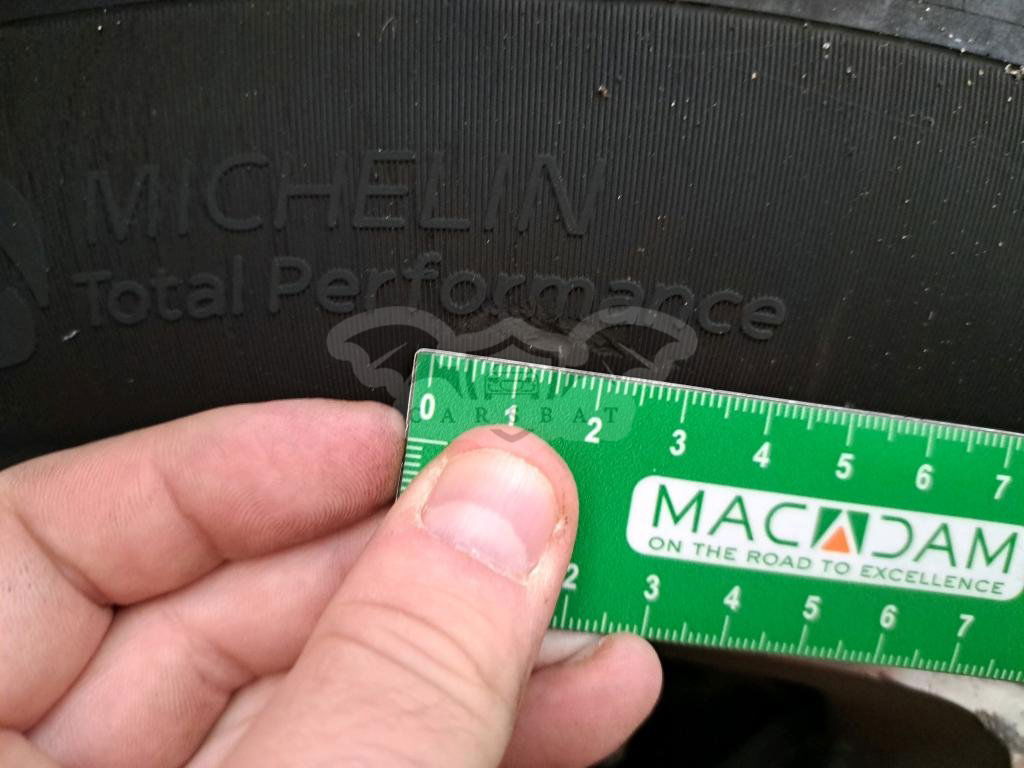 MICHELIN
Total Performance
CARSBAT
0 1 2 3 4 5 6 7
MACADAM
ON THE ROAD TO EXCELLENCE
2 3 4 5 6 7